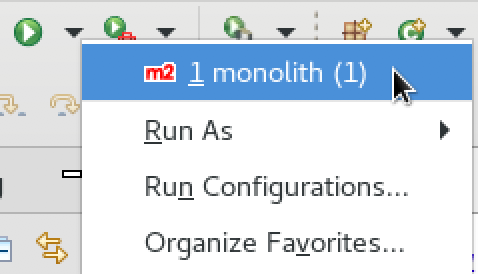 m2 1 monolith (1)
Run As
Run Configurations...
Organize Favorites...